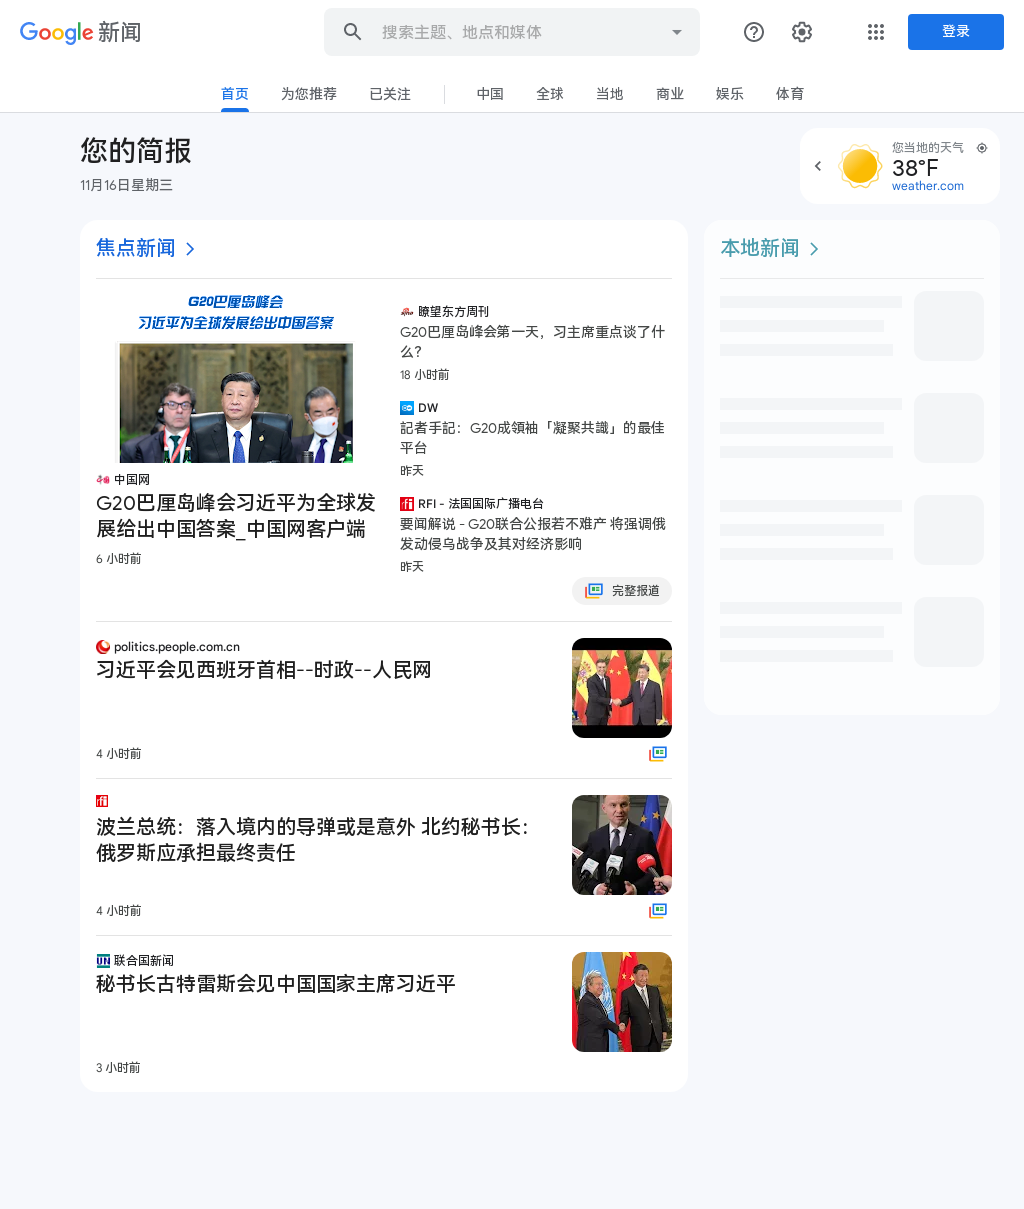 Google 新闻
搜索主题、地点和媒体
登录
首页 为您推荐 已关注 中国 全球 当地 商业 娱乐 体育
您的简报
11月16日星期三
您当地的天气
38°F
weather.com
焦点新闻
G20巴厘岛峰会
习近平为全球发展给出中国答案
中国网
G20巴厘岛峰会习近平为全球发
展给出中国答案_中国网客户端
6 小时前
瞭望东方周刊
G20巴厘岛峰会第一天，习主席重点谈了什
么？
18 小时前
DW
記者手記：G20成領袖「凝聚共識」的最佳
平台
昨天
RFI - 法国国际广播电台
要闻解说 - G20联合公报若不难产 将强调俄
发动侵乌战争及其对经济影响
昨天
完整报道
politics.people.com.cn
习近平会见西班牙首相--时政--人民网
4 小时前
rfi
波兰总统：落入境内的导弹或是意外 北约秘书长：
俄罗斯应承担最终责任
4 小时前
UN 联合国新闻
秘书长古特雷斯会见中国国家主席习近平
3 小时前
本地新闻